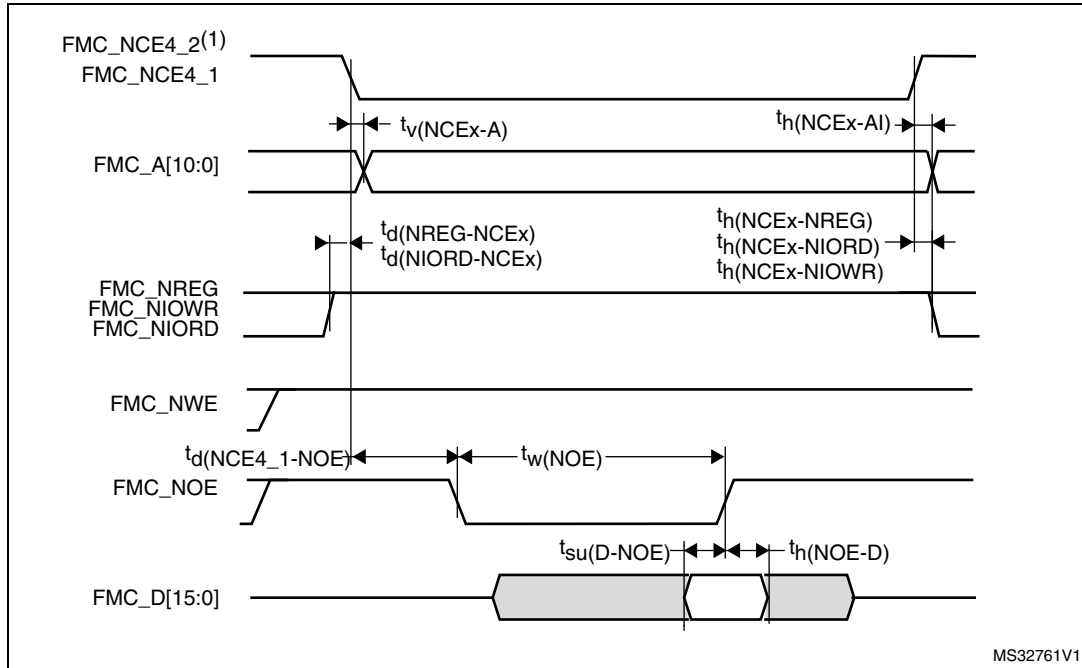 FMC_NCE4_2(1)
FMC_NCE4_1
tv(NCEx-A)
th(NCEx-AI)
FMC_A[10:0]
td(NREG-NCEx)
td(NIORD-NCEx)
th(NCEx-NREG)
th(NCEx-NIORD)
th(NCEx-NIOWR)
FMC_NREG
FMC_NIOWR
FMC_NIORD
FMC_NWE
td(NCE4_1-NOE)
tw(NOE)
FMC_NOE
tsu(D-NOE)
th(NOE-D)
FMC_D[15:0]
MS32761V1